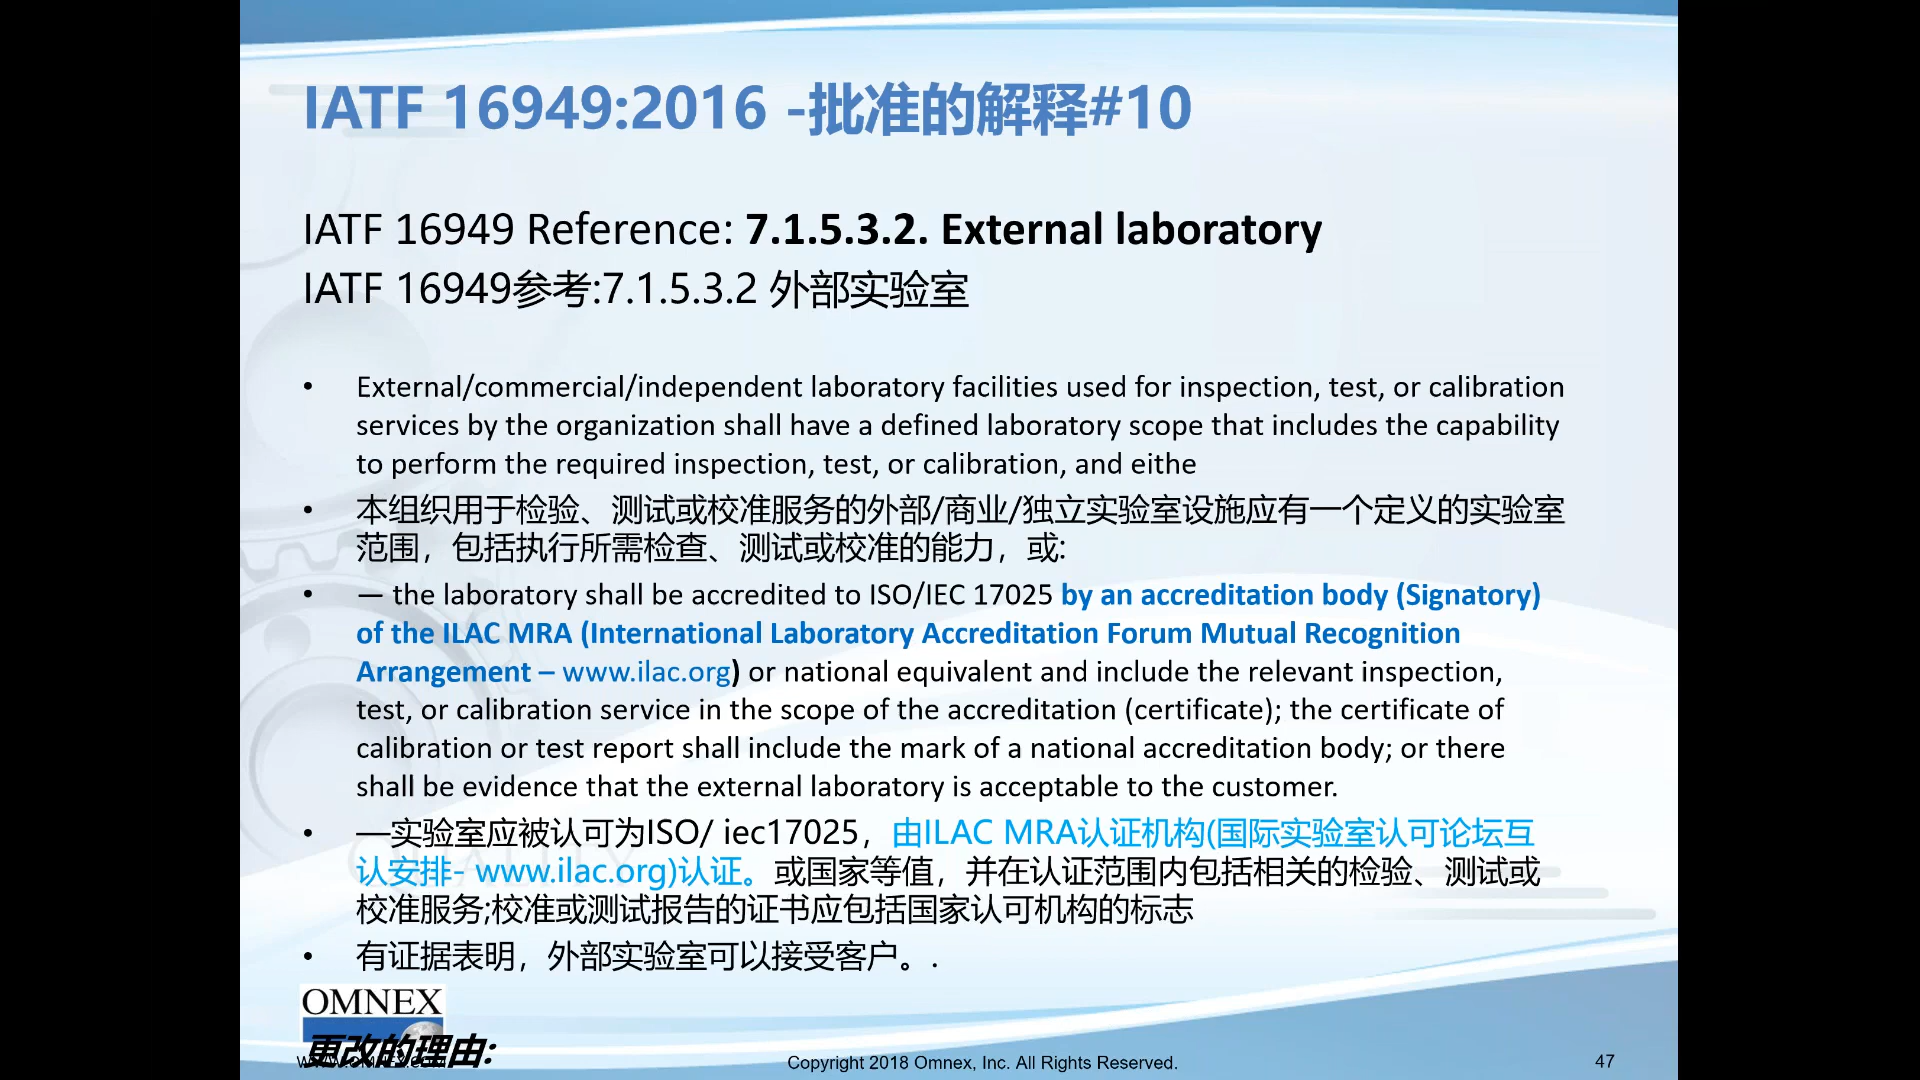 IATF 16949:2016 -批准的解释#10
IATF 16949 Reference: 7.1.5.3.2. External laboratory
IATF 16949参考:7.1.5.3.2 外部实验室
• External/commercial/independent laboratory facilities used for inspection, test, or calibration
services by the organization shall have a defined laboratory scope that includes the capability
to perform the required inspection, test, or calibration, and eithe
• 本组织用于检验、测试或校准服务的外部/商业/独立实验室设施应有一个定义的实验室
范围，包括执行所需检查、测试或校准的能力，或:
• — the laboratory shall be accredited to ISO/IEC 17025 by an accreditation body (Signatory)
of the ILAC MRA (International Laboratory Accreditation Forum Mutual Recognition
Arrangement – www.ilac.org) or national equivalent and include the relevant inspection,
test, or calibration service in the scope of the accreditation (certificate); the certificate of
calibration or test report shall include the mark of a national accreditation body; or there
shall be evidence that the external laboratory is acceptable to the customer.
• —实验室应被认可为ISO/ iec17025，由ILAC MRA认证机构(国际实验室认可论坛互
认安排- www.ilac.org)认证。或国家等值，并在认证范围内包括相关的检验、测试或
校准服务;校准或测试报告的证书应包括国家认可机构的标志
• 有证据表明，外部实验室可以接受客户。.
OMNEX
更改的理由:
Copyright 2018 Omnex, Inc. All Rights Reserved.
47